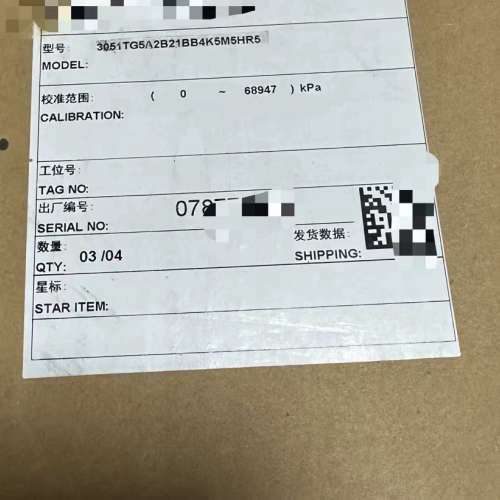 型号: 3051TG5A2B21BB4K5M5HR5
MODEL:
校准范围: ( 0 ~ 68947 ) kPa
CALIBRATION:
工位号:
TAG NO:
出厂编号: 078
SERIAL NO:
数量: 03 /04
QTY:
发货数据:
SHIPPING:
星标:
STAR ITEM: